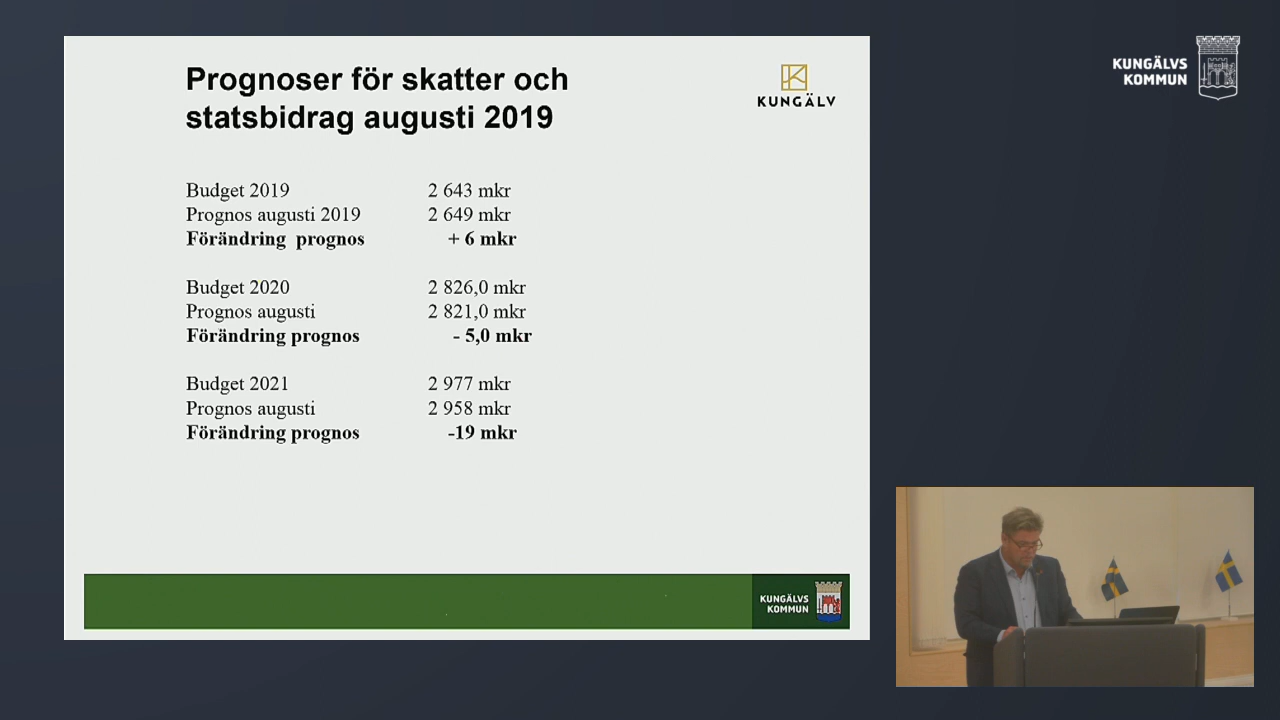 Prognoser för skatter och
statsbidrag augusti 2019
KUNGÄLV
Budget 2019 2 643 mkr
Prognos augusti 2019 2 649 mkr
Förändring prognos + 6 mkr
Budget 2020 2 826,0 mkr
Prognos augusti 2 821,0 mkr
Förändring prognos - 5,0 mkr
Budget 2021 2 977 mkr
Prognos augusti 2 958 mkr
Förändring prognos -19 mkr
KUNGÄLVS
KOMMUN
KUNGÄLVS
KOMMUN